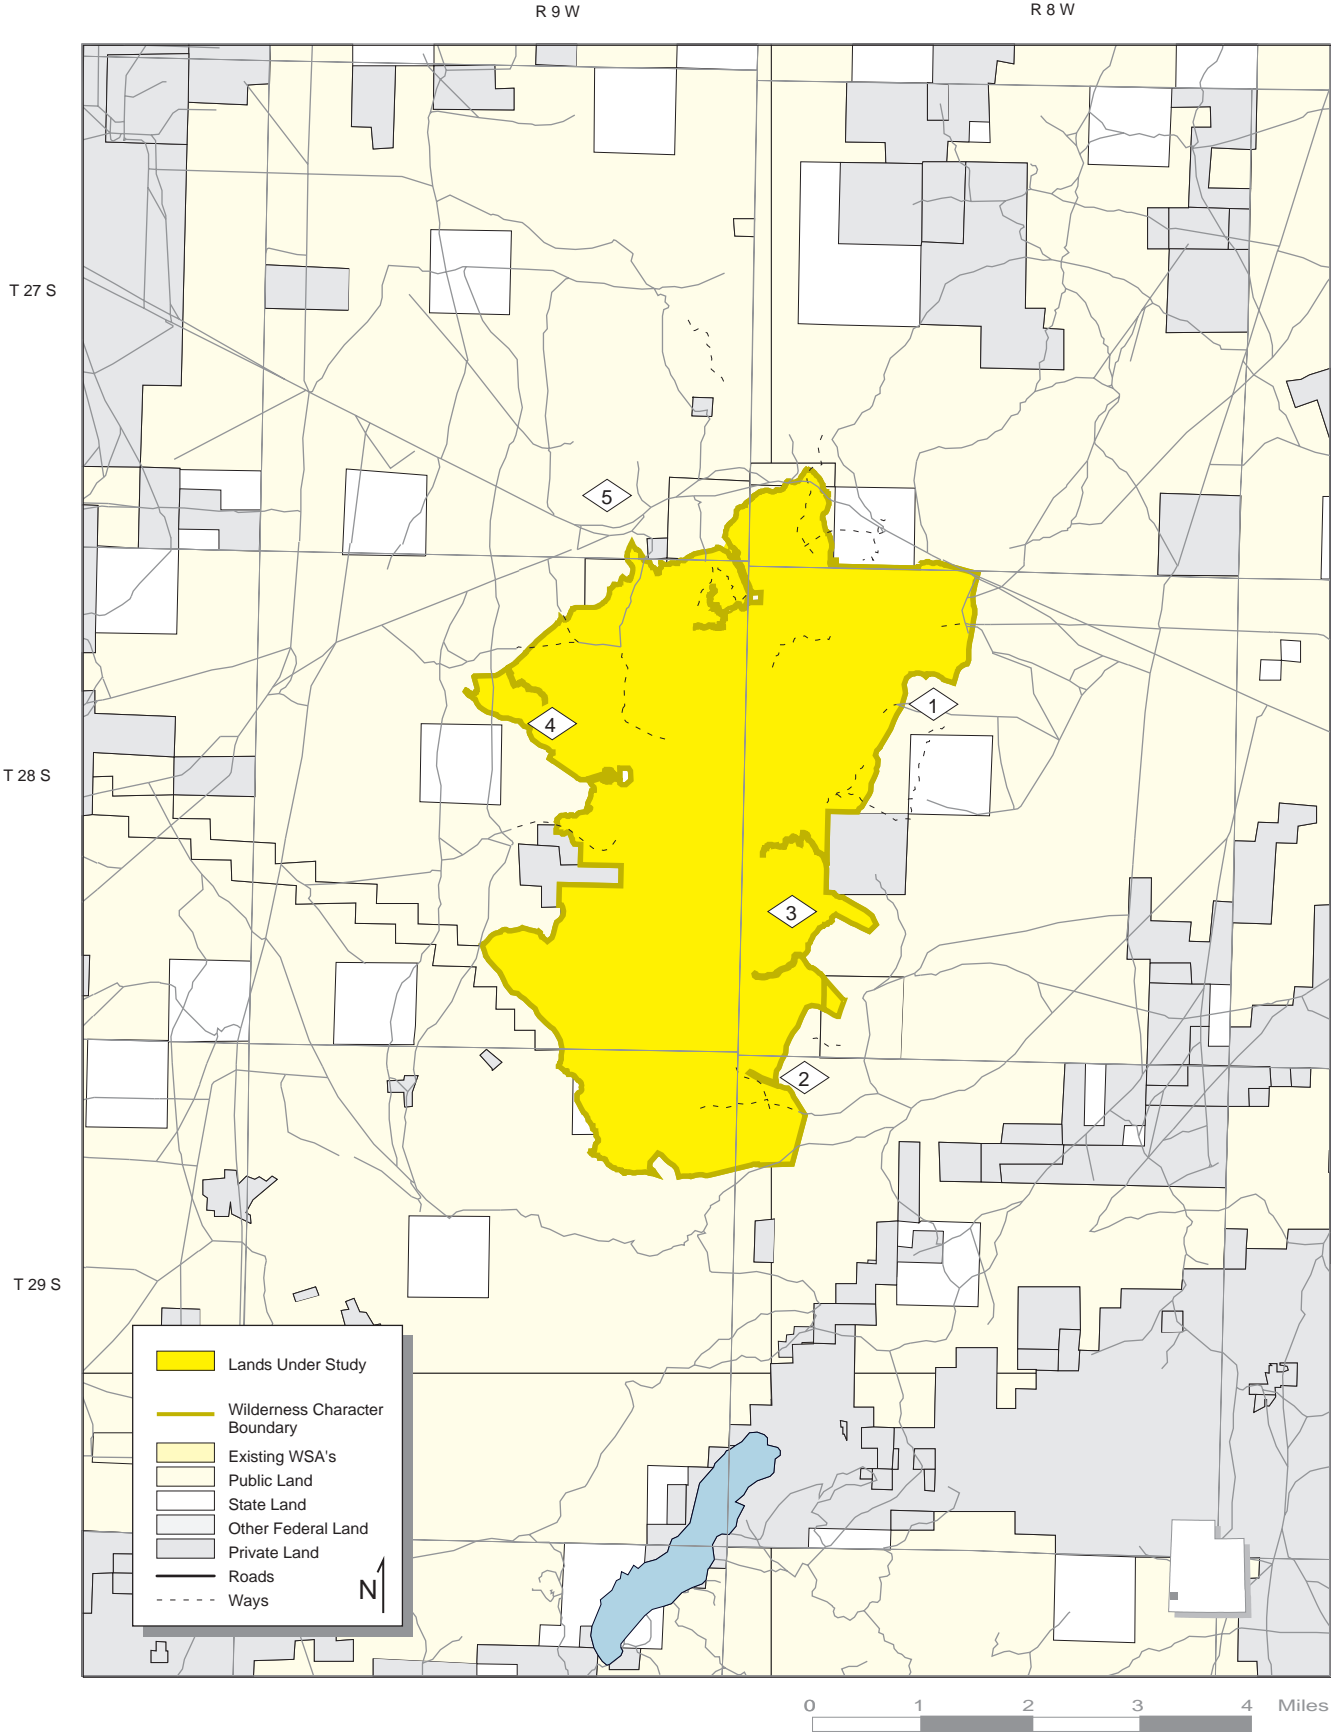 R 9 W
R 8 W
T 27 S
5
1
4
T 28 S
3
2
T 29 S
Lands Under Study
Wilderness Character
Boundary
Existing WSA's
Public Land
State Land
Other Federal Land
Private Land
Roads
Ways
N
0 1 2 3 4 Miles